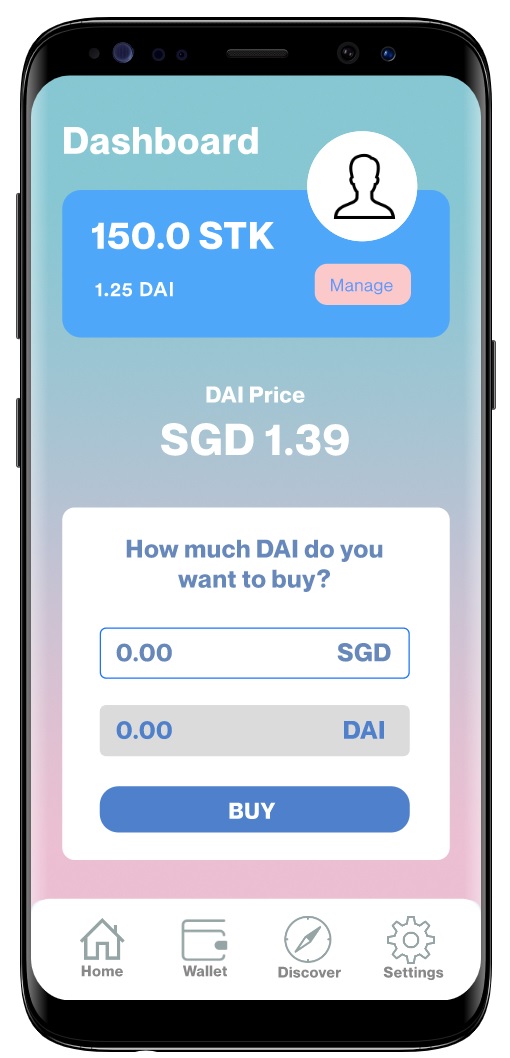 Dashboard
150.0 STK
1.25 DAI
Manage
DAI Price
SGD 1.39
How much DAI do you
want to buy?
0.00 SGD
0.00 DAI
BUY
Home Wallet Discover Settings